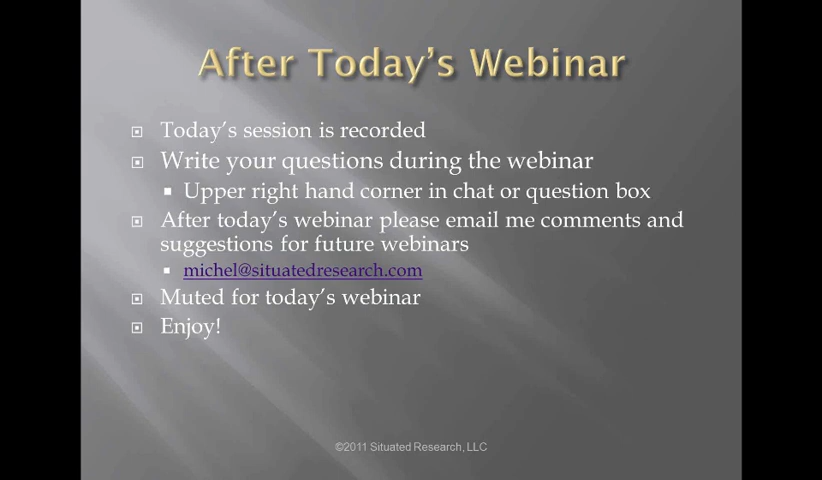 After Today's Webinar
Today's session is recorded
Write your questions during the webinar
Upper right hand corner in chat or question box
After today's webinar please email me comments and
suggestions for future webinars
michel@situatedresearch.com
Muted for today's webinar
Enjoy!
©2011 Situated Research, LLC